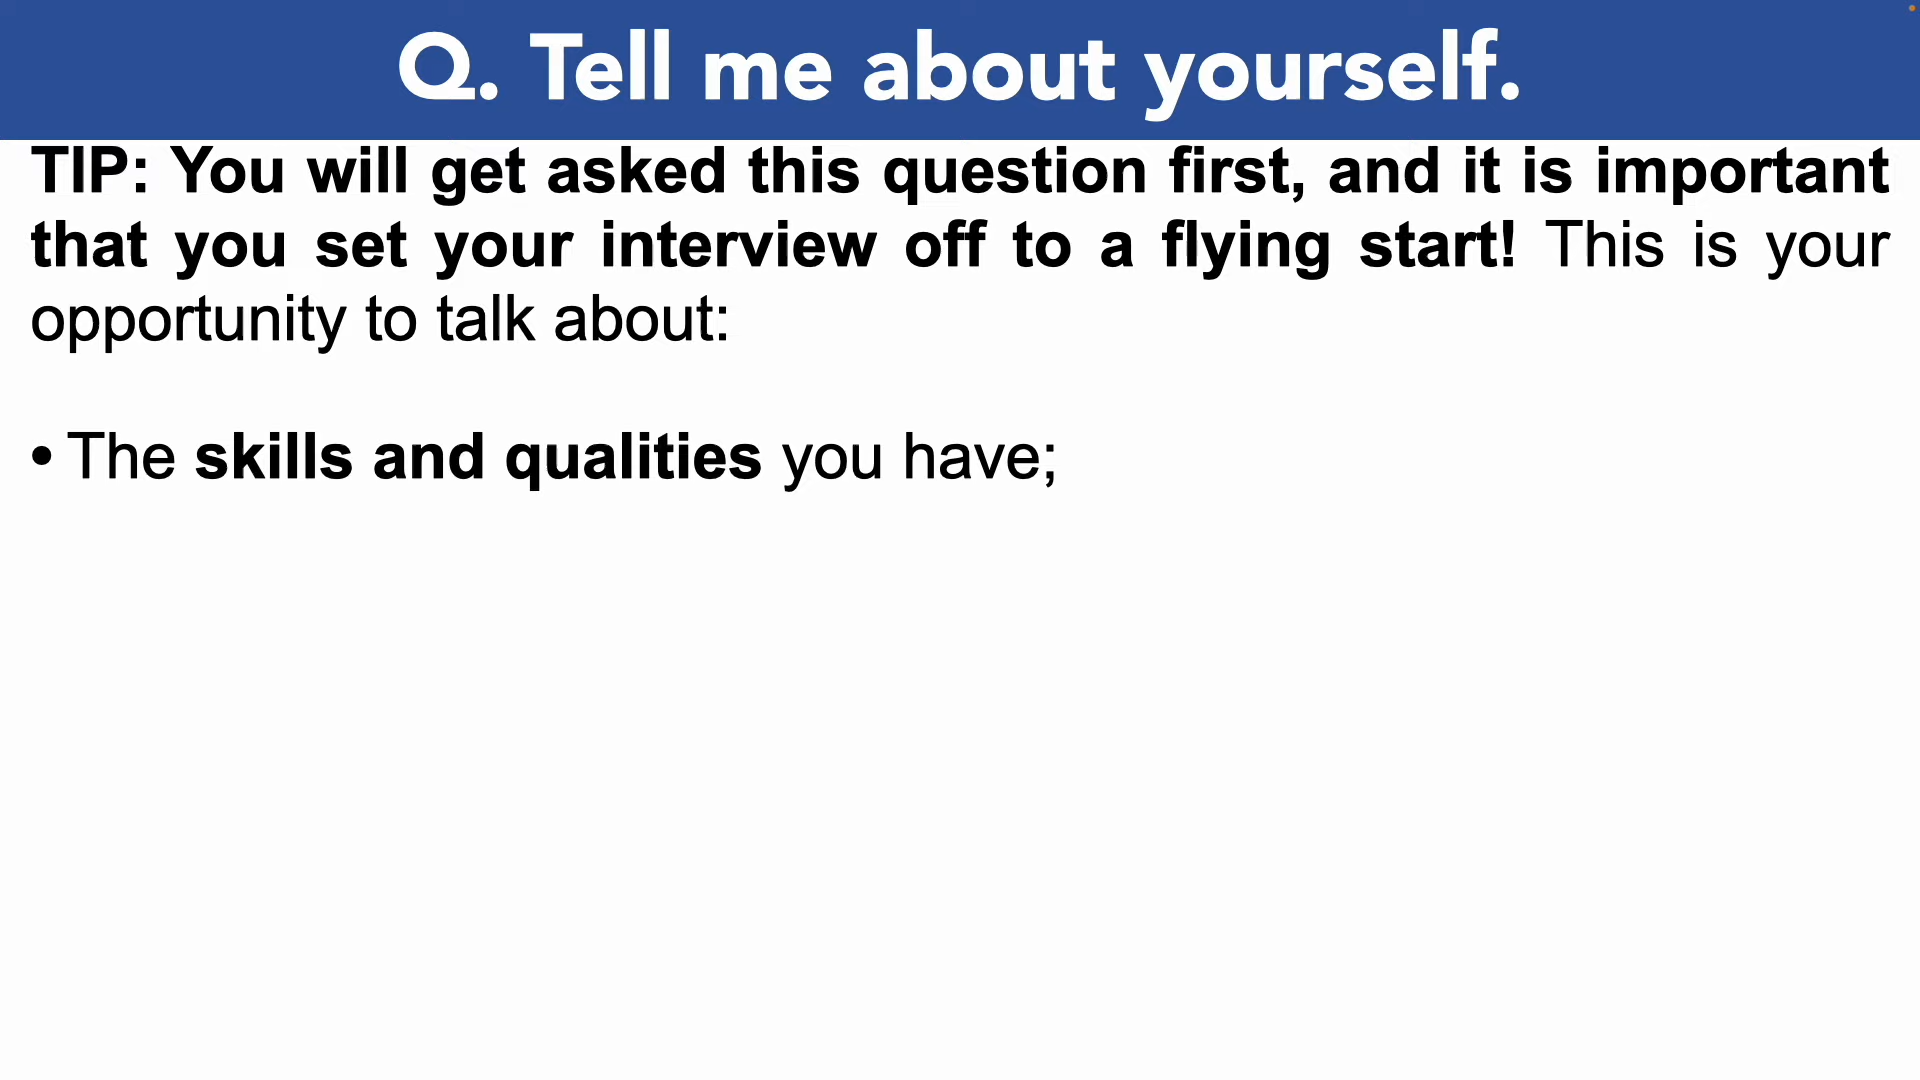 Q. Tell me about yourself.
TIP: You will get asked this question first, and it is important
that you set your interview off to a flying start! This is your
opportunity to talk about:
• The skills and qualities you have;